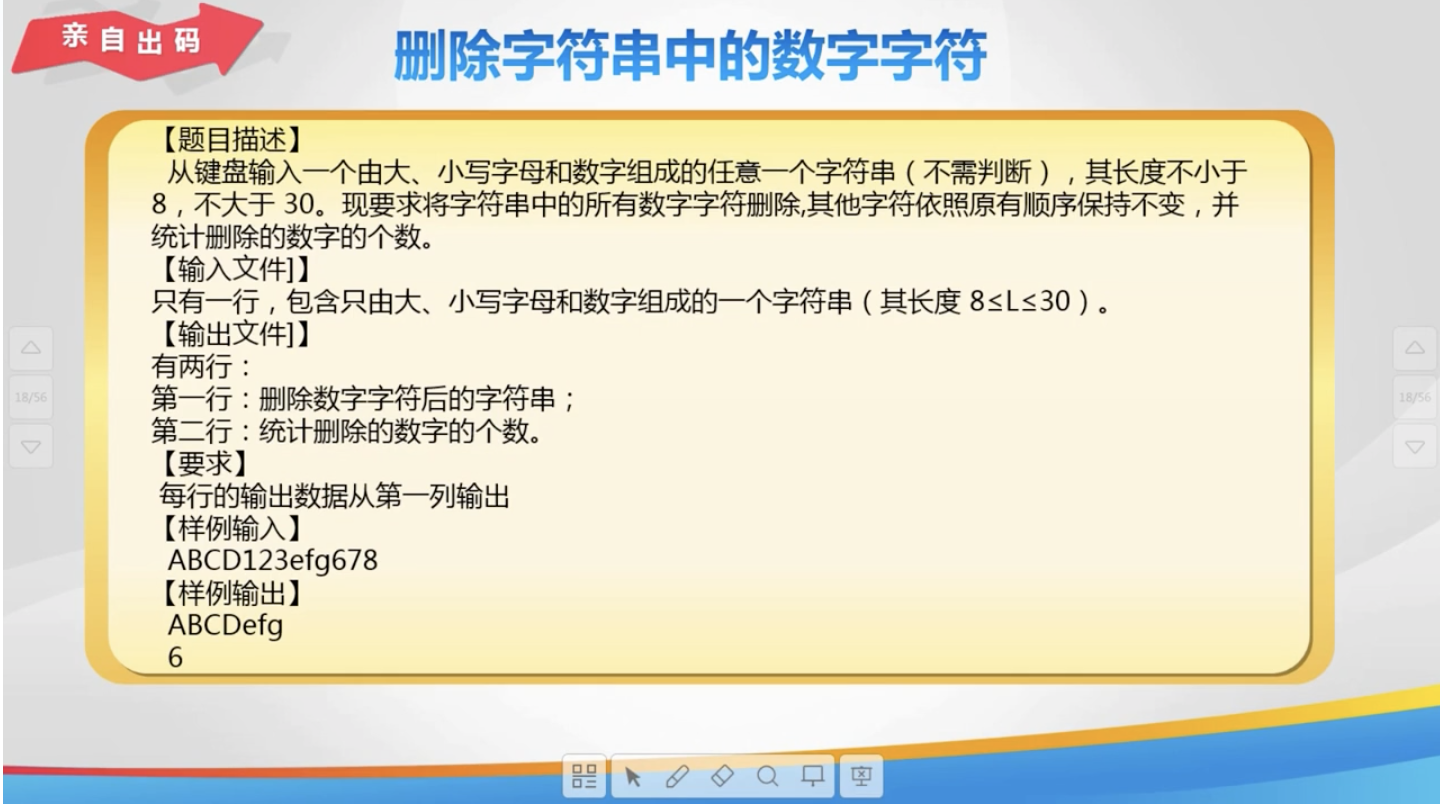 亲自出码
删除字符串中的数字字符
【题目描述】
从键盘输入一个由大、小写字母和数字组成的任意一个字符串（不需判断），其长度不小于
8，不大于 30。现要求将字符串中的所有数字字符删除,其他字符依照原有顺序保持不变，并
统计删除的数字的个数。
【输入文件]】
只有一行，包含只由大、小写字母和数字组成的一个字符串（其长度 8≤L≤30）。
【输出文件]】
有两行：
第一行：删除数字字符后的字符串；
第二行：统计删除的数字的个数。
【要求】
每行的输出数据从第一列输出
【样例输入】
ABCD123efg678
【样例输出】
ABCDefg
6
18/56
18/56